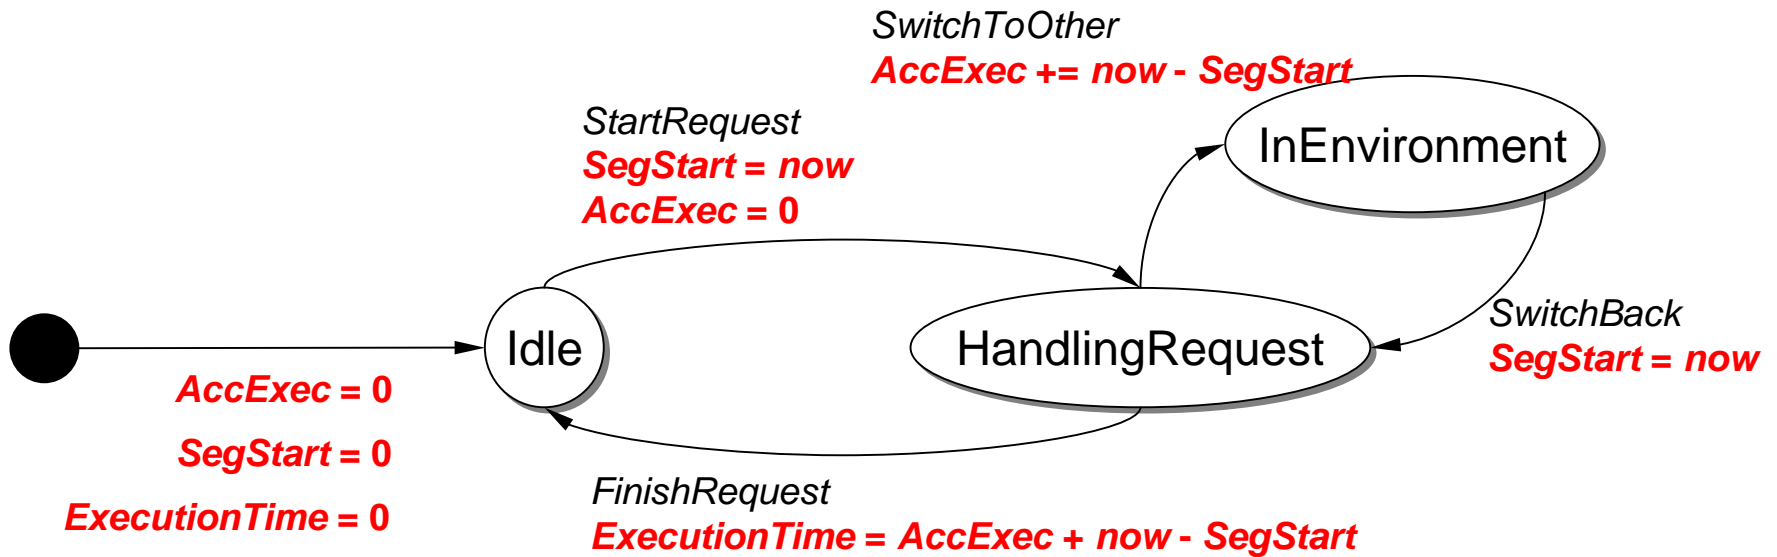 SwitchToOther
AccExec += now - SegStart
StartRequest
SegStart = now
AccExec = 0
InEnvironment
Idle
HandlingRequest
SwitchBack
SegStart = now
AccExec = 0
SegStart = 0
ExecutionTime = 0
FinishRequest
ExecutionTime = AccExec + now - SegStart